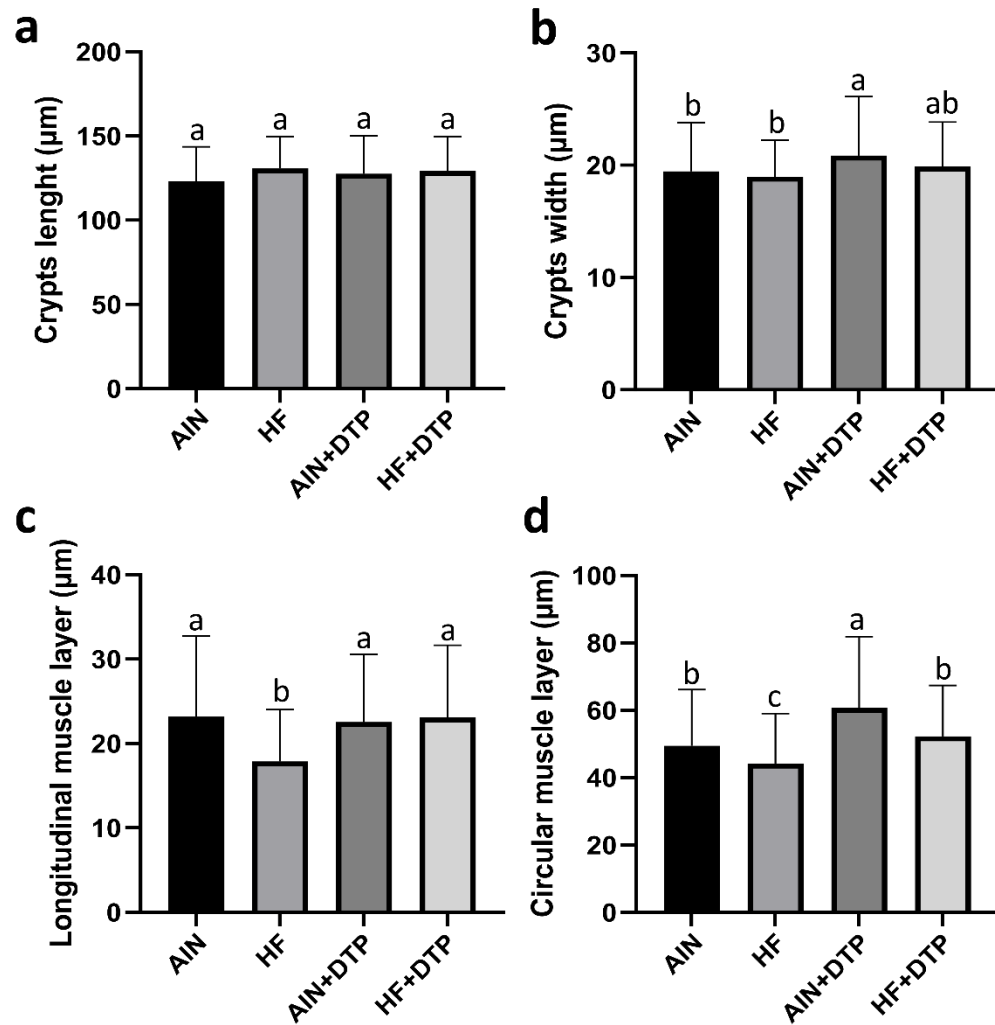 a
Crypts lenght (µm)
200
150
100
50
0
a
a
a
a
AIN
HF
AIN+DTP
HF+DTP
b
Crypts width (µm)
30
20
10
0
b
b
a
ab
AIN
HF
AIN+DTP
HF+DTP
c
Longitudinal muscle layer (µm)
40
30
20
10
0
a
b
a
a
AIN
HF
AIN+DTP
HF+DTP
d
Circular muscle layer (µm)
100
80
60
40
20
0
b
c
a
b
AIN
HF
AIN+DTP
HF+DTP